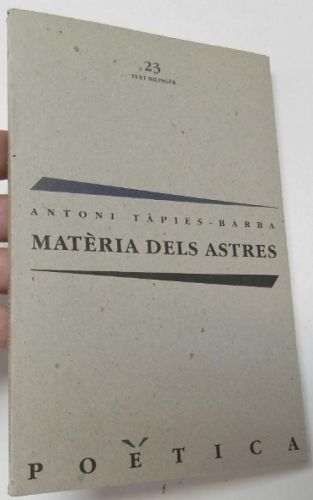 23
TEXT BILINGÜE
ANTONI TÀPIES-BARBA
MATÈRIA DELS ASTRES
POÈTICA